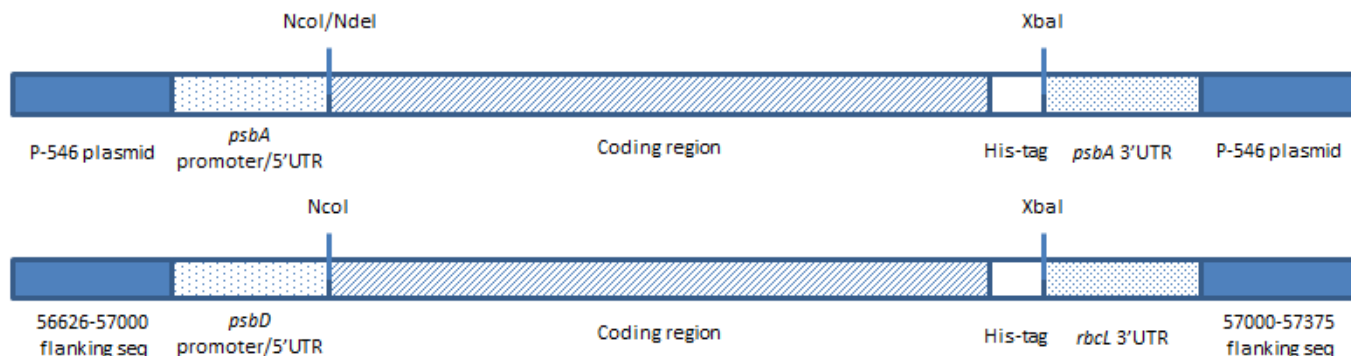 NcoI/NdeI XbaI
P-546 plasmid psbA promoter/5'UTR Coding region His-tag psbA 3'UTR P-546 plasmid
NcoI XbaI
56626-57000 flanking seq psbD promoter/5'UTR Coding region His-tag rbcL 3'UTR 57000-57375 flanking seq